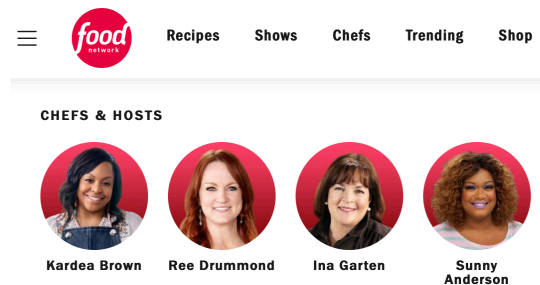 food
network
Recipes Shows Chefs Trending Shop
CHEFS & HOSTS
Kardea Brown Ree Drummond Ina Garten Sunny
Anderson